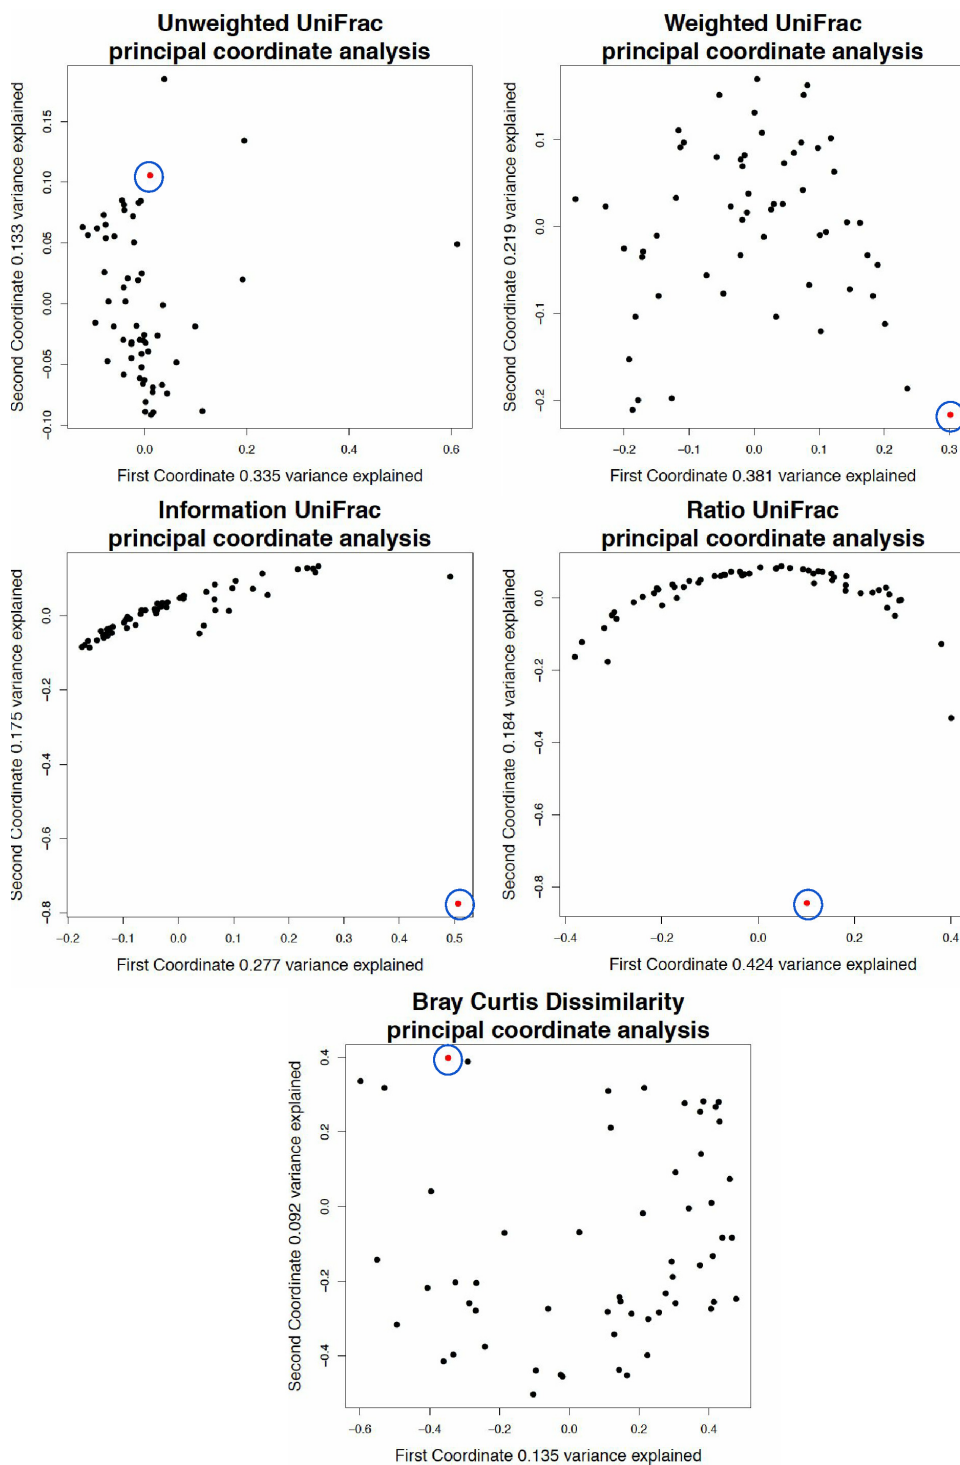 Unweighted UniFrac
principal coordinate analysis
Second Coordinate 0.133 variance explained
0.15
0.10
0.05
0.00
−0.05
−0.10
0.0 0.2 0.4 0.6
First Coordinate 0.335 variance explained
Weighted UniFrac
principal coordinate analysis
Second Coordinate 0.219 variance explained
0.1
0.0
−0.1
−0.2
−0.2 −0.1 0.0 0.1 0.2 0.3
First Coordinate 0.381 variance explained
Information UniFrac
principal coordinate analysis
Second Coordinate 0.175 variance explained
0.0
−0.2
−0.4
−0.6
−0.8
−0.2 −0.1 0.0 0.1 0.2 0.3 0.4 0.5
First Coordinate 0.277 variance explained
Ratio UniFrac
principal coordinate analysis
Second Coordinate 0.184 variance explained
0.0
−0.2
−0.4
−0.6
−0.8
−0.4 −0.2 0.0 0.2 0.4
First Coordinate 0.424 variance explained
Bray Curtis Dissimilarity
principal coordinate analysis
Second Coordinate 0.092 variance explained
0.4
0.2
0.0
−0.2
−0.4
−0.6 −0.4 −0.2 0.0 0.2 0.4
First Coordinate 0.135 variance explained